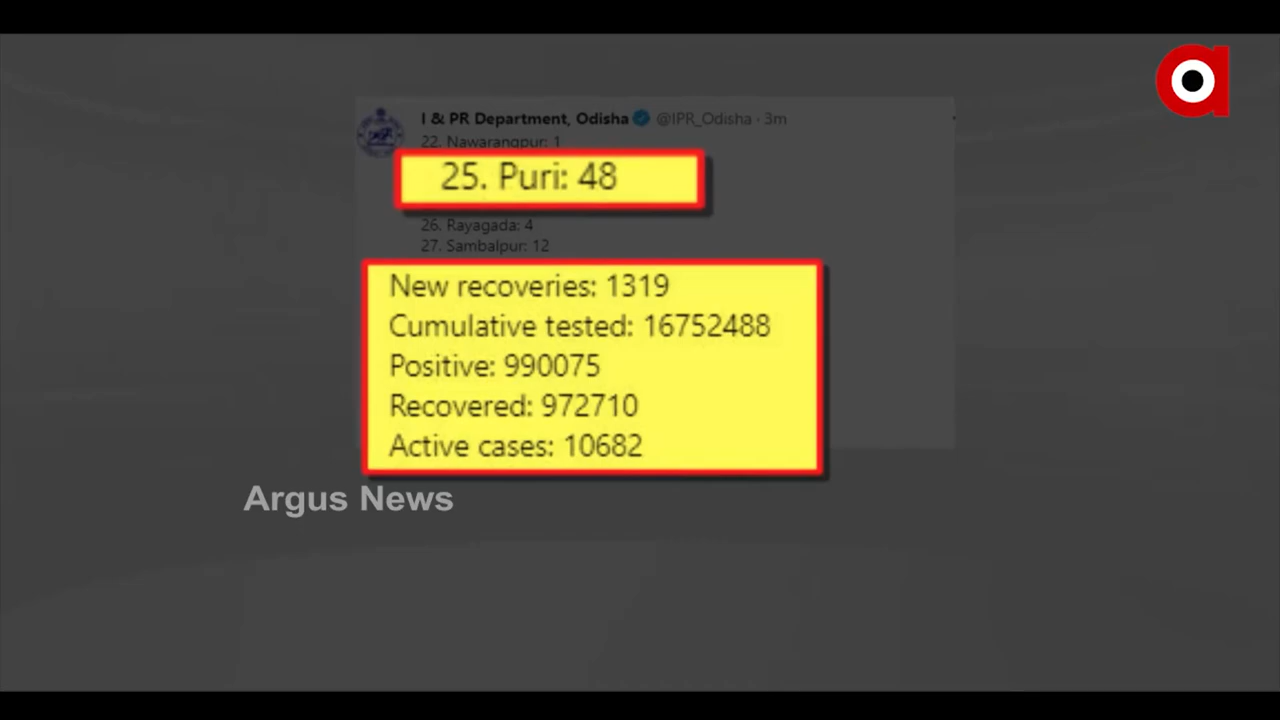 I & PR Department, Odisha @IPR_Odisha · 3m
22. Nawarangpur: 1
25. Puri: 48
26. Rayagada: 4
27. Sambalpur: 12
New recoveries: 1319
Cumulative tested: 16752488
Positive: 990075
Recovered: 972710
Active cases: 10682
Argus News